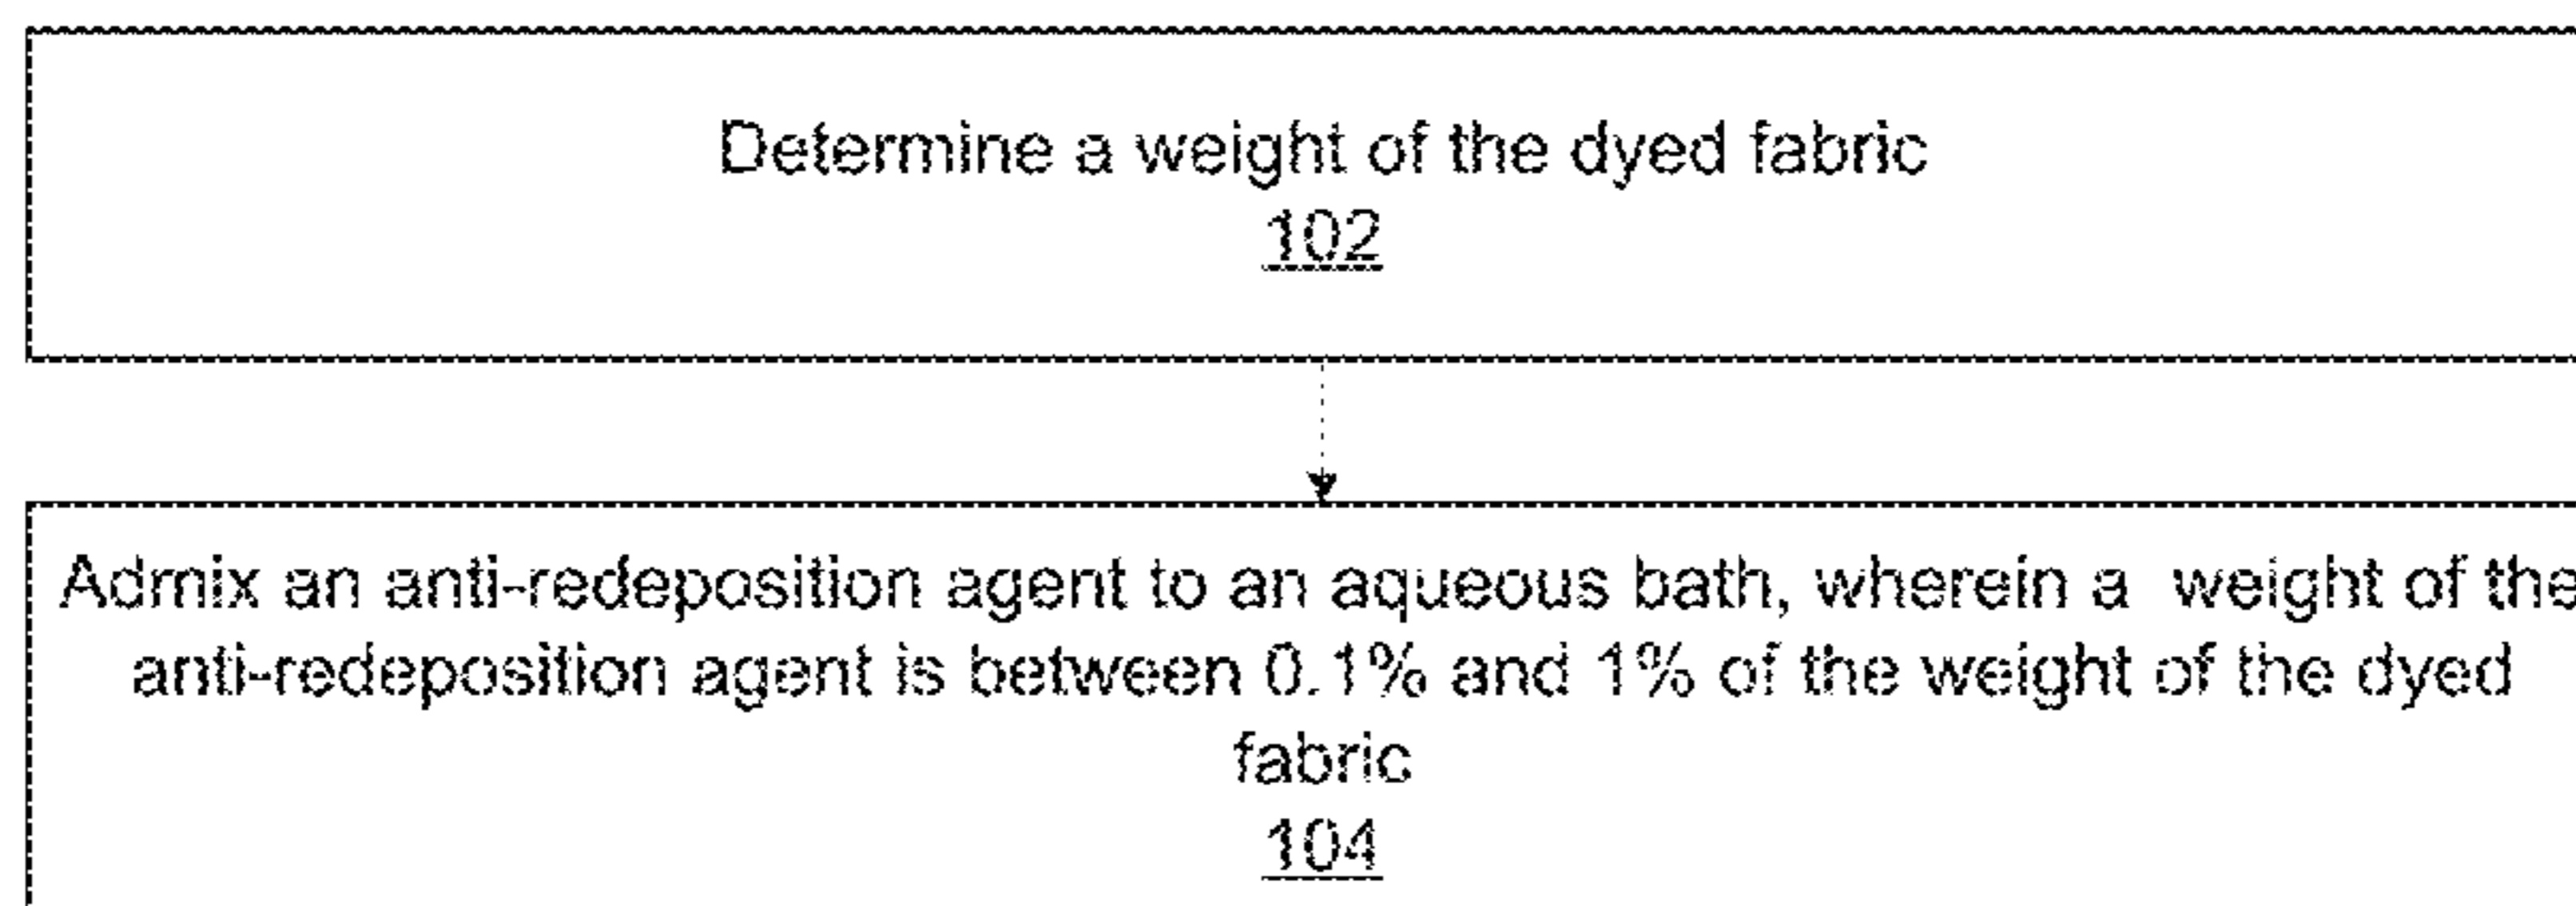 Determine a weight of the dyed fabric
102
Admix an anti-redeposition agent to an aqueous bath, wherein a weight of the
anti-redeposition agent is between 0.1% and 1% of the weight of the dyed
fabric
104